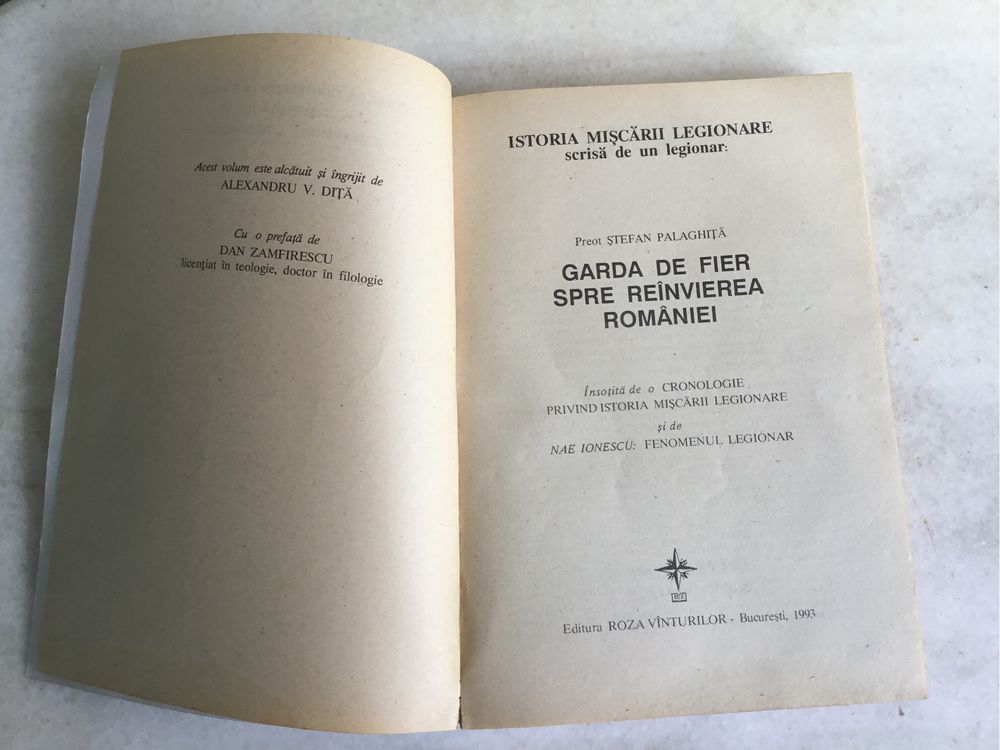 Acest volum este alcătuit și îngrijit de
ALEXANDRU V. DIȚĂ
Cu o prefață de
DAN ZAMFIRESCU
licențiat în teologie, doctor în filologie
ISTORIA MIȘCĂRII LEGIONARE
scrisă de un legionar:
Preot ȘTEFAN PALAGHIȚĂ
GARDA DE FIER
SPRE REÎNVIEREA
ROMÂNIEI
Însoțită de o CRONOLOGIE
PRIVIND ISTORIA MIȘCĂRII LEGIONARE
și de
NAE IONESCU: FENOMENUL LEGIONAR
Editura ROZA VÎNTURILOR - București, 1993